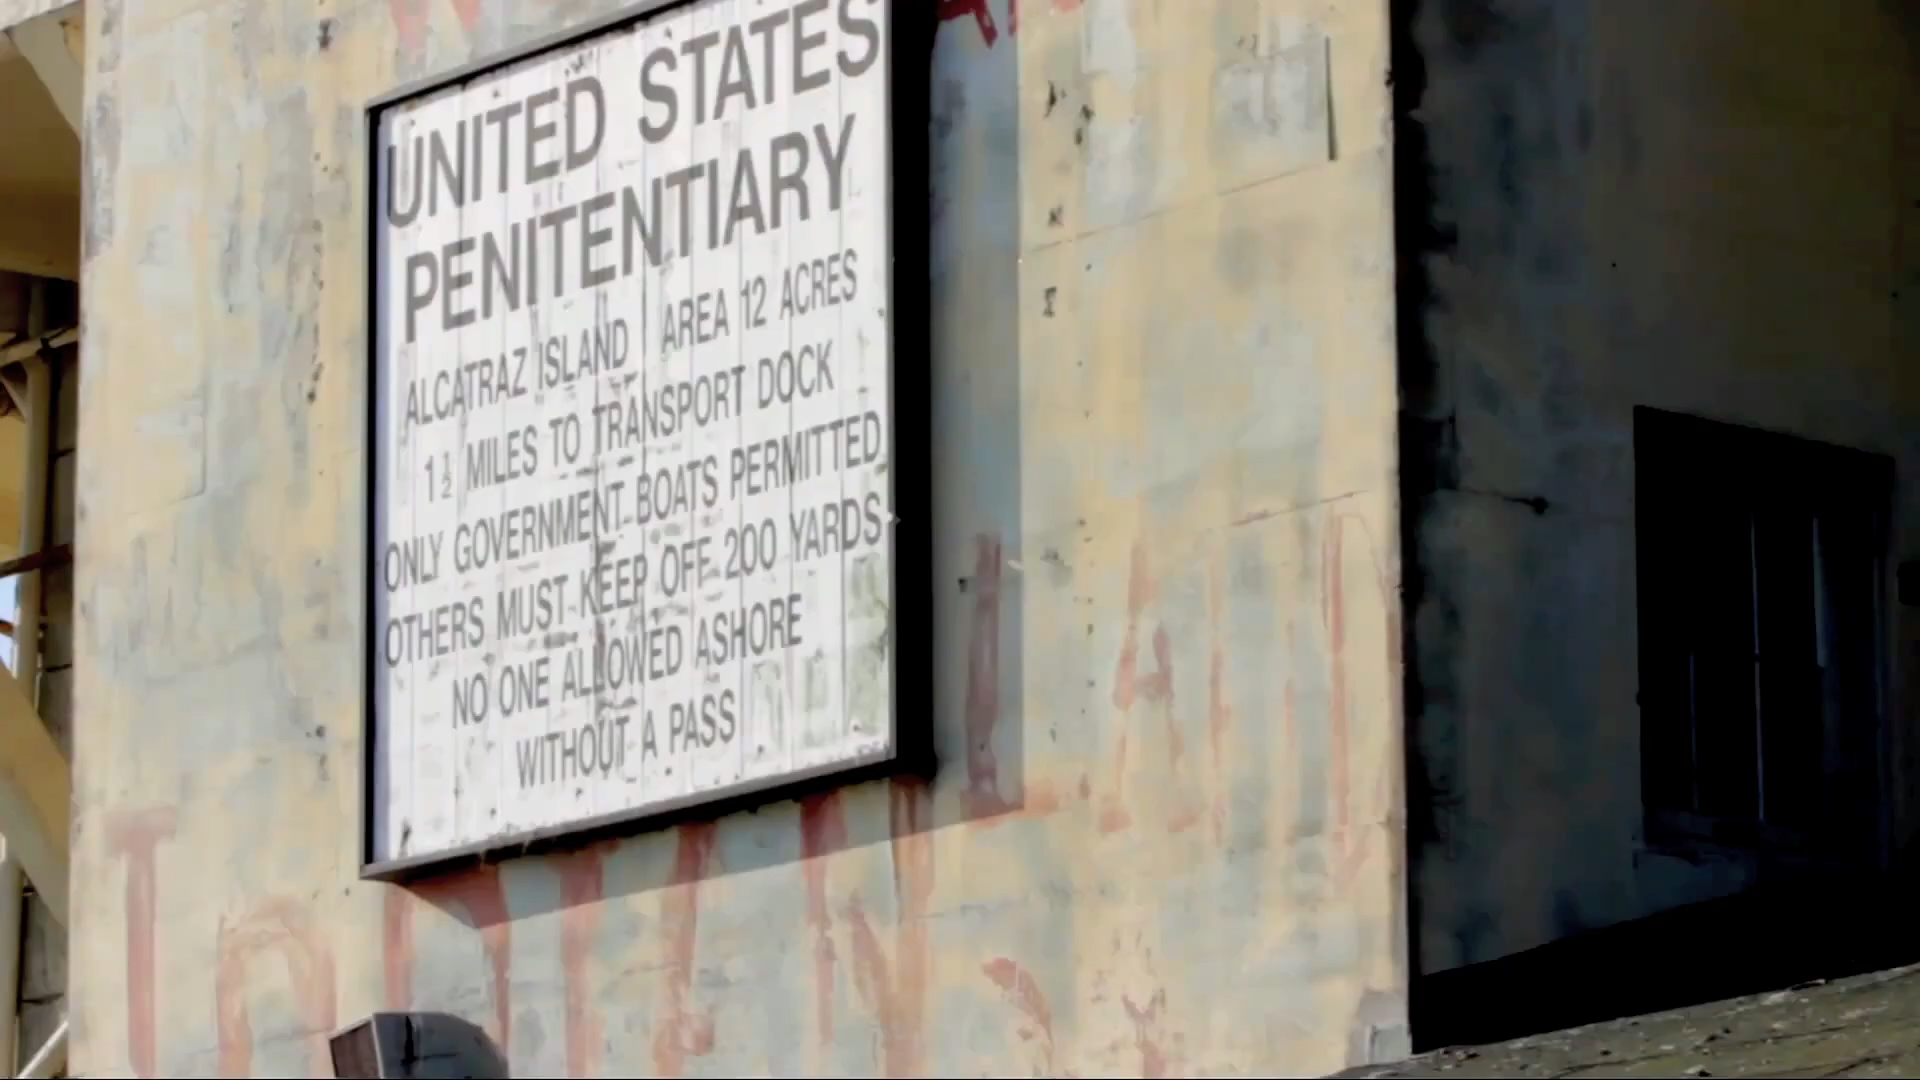 UNITED STATES
PENITENTIARY
ALCATRAZ ISLAND AREA 12 ACRES
1½ MILES TO TRANSPORT DOCK
ONLY GOVERNMENT BOATS PERMITTED
OTHERS MUST KEEP OFF 200 YARDS
NO ONE ALLOWED ASHORE
WITHOUT A PASS
LAND